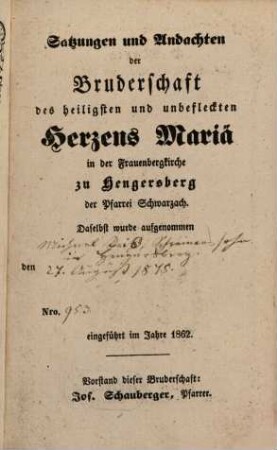 Satzungen und Andachten
der
Bruderschaft
des heiligsten und unbefleckten
Herzens Mariä
in der Frauenbergkirche
zu Hengersberg
der Pfarrei Schwarzach.
Daselbst wurde aufgenommen
Michael
in Hengersberg
den 27. August 1875.
Nro. 953
eingeführt im Jahre 1862.
Vorstand dieser Bruderschaft:
Jos. Schauberger, Pfarrer.